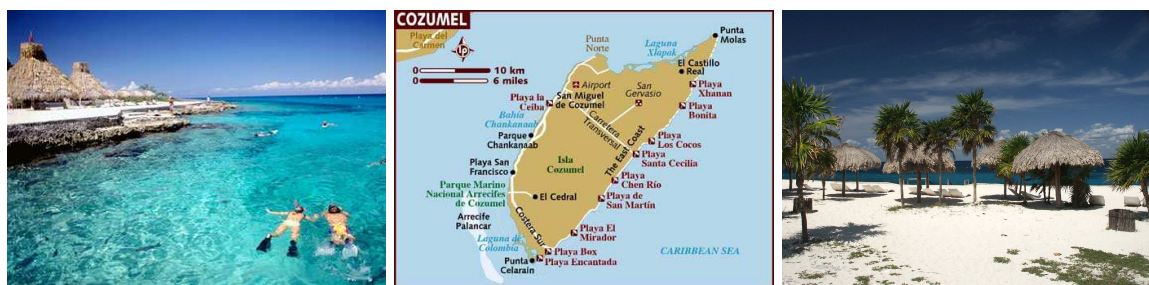 COZUMEL
Playa del
Carmen
Lp
0 10 km
0 6 miles
Punta
Norte
Laguna
Xlapak
Punta
Molas
El Castillo
Real
Airport
San
Gervasio
Playa
Xhanan
Playa la
Ceiba
San Miguel
de Cozumel
Playa
Bonita
Bahía
Chankanaab
Carretera
Transversal
Parque
Chankanaab
Playa
Los Cocos
The East Coast
Playa
Santa Cecilia
Isla
Cozumel
Playa San
Francisco
Playa
Chen Río
Parque Marino
Nacional Arrecifes
de Cozumel
El Cedral
Playa de
San Martín
Arrecife
Palancar
Costera Sur
Playa El
Mirador
Laguna de
Colombia
CARIBBEAN SEA
Playa Box
Punta
Celarain
Playa Encantada